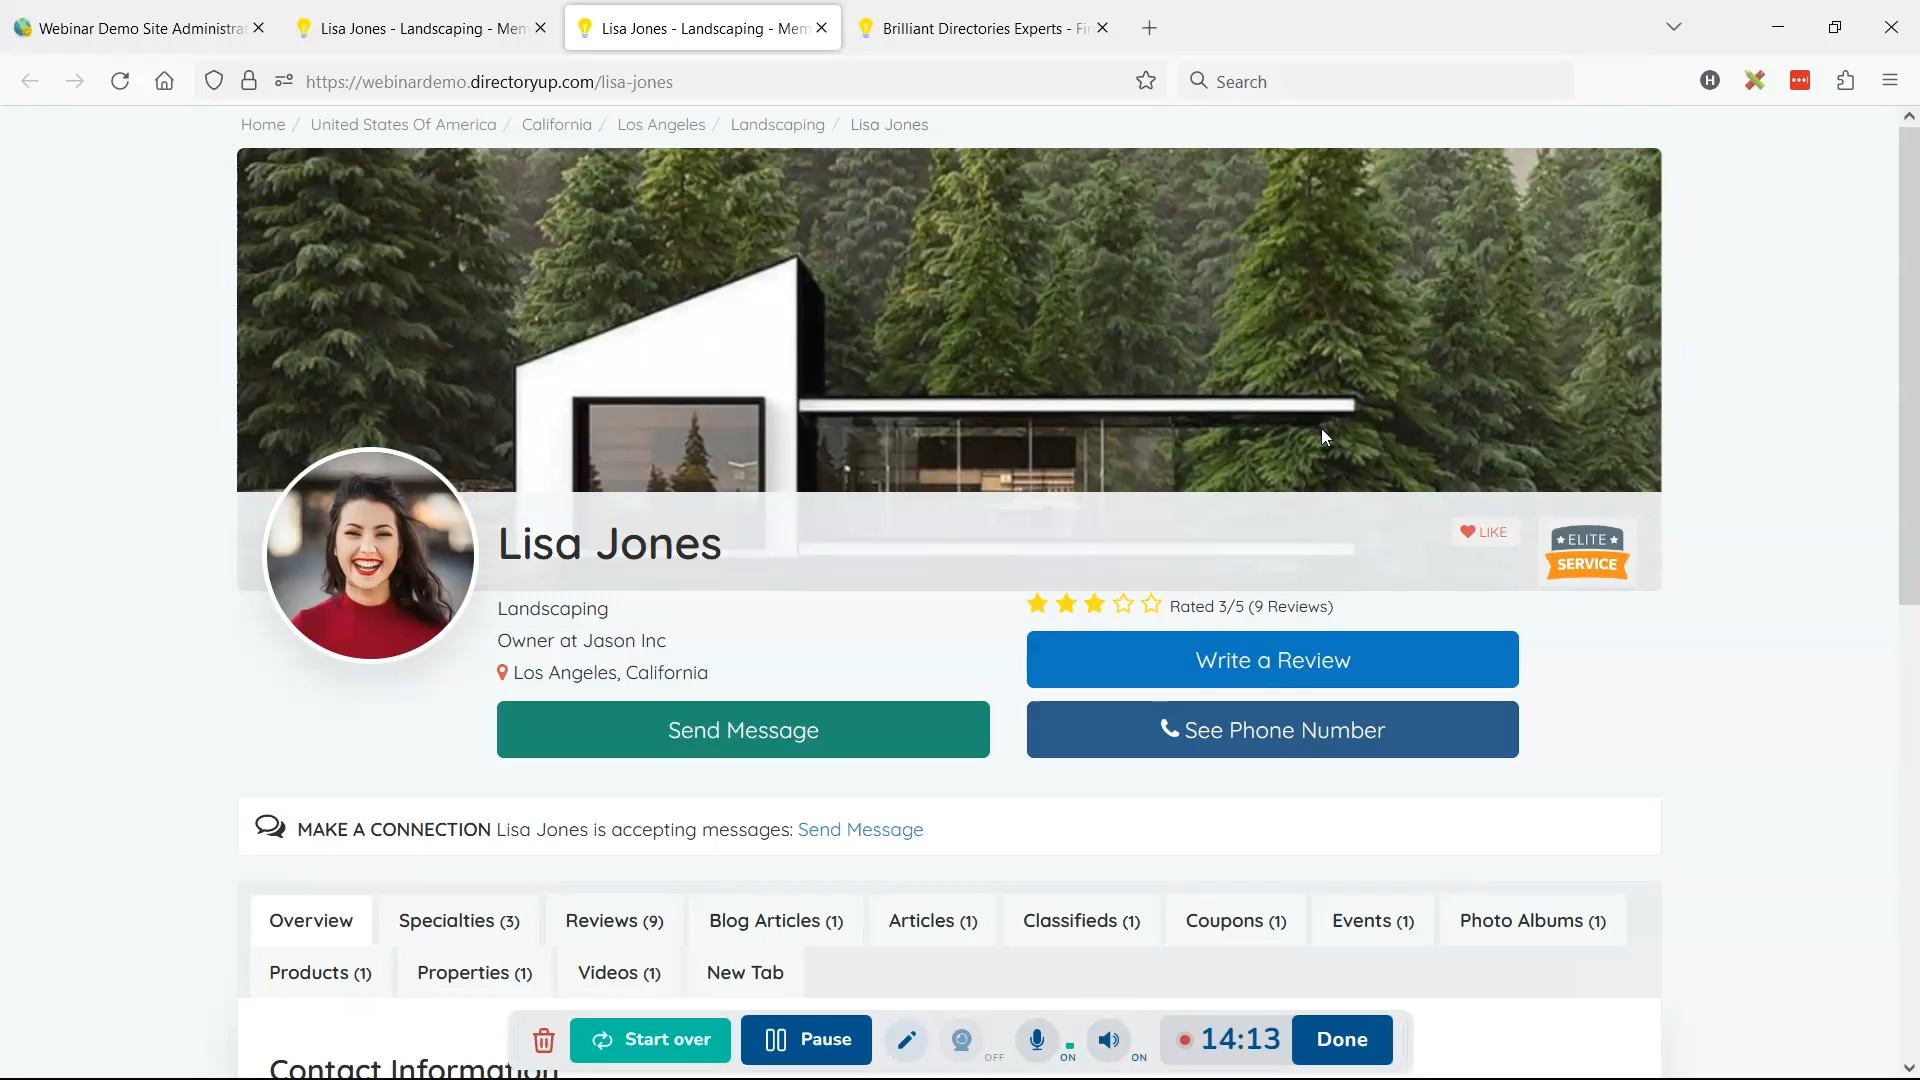 Webinar Demo Site Administrat
Lisa Jones - Landscaping - Mem
Lisa Jones - Landscaping - Mem
Brilliant Directories Experts - Fin
https://webinardemo.directoryup.com/lisa-jones
Search
H
Home / United States Of America / California / Los Angeles / Landscaping / Lisa Jones
Lisa Jones
LIKE
ELITE
SERVICE
Landscaping
Rated 3/5 (9 Reviews)
Owner at Jason Inc
Write a Review
Los Angeles, California
Send Message
See Phone Number
MAKE A CONNECTION Lisa Jones is accepting messages: Send Message
Overview
Specialties (3)
Reviews (9)
Blog Articles (1)
Articles (1)
Classifieds (1)
Coupons (1)
Events (1)
Photo Albums (1)
Products (1)
Properties (1)
Videos (1)
New Tab
Start over
Pause
OFF
ON
ON
14:13
Done
Contact Information